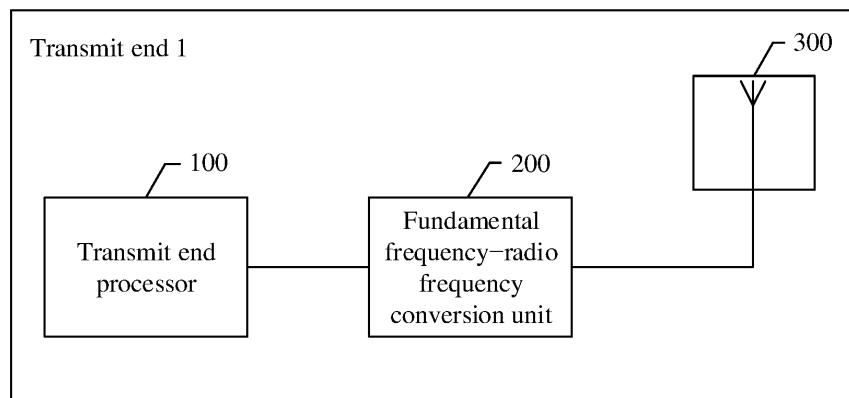 Transmit end 1
300
100
200
Transmit end
processor
Fundamental
frequency−radio
frequency
conversion unit